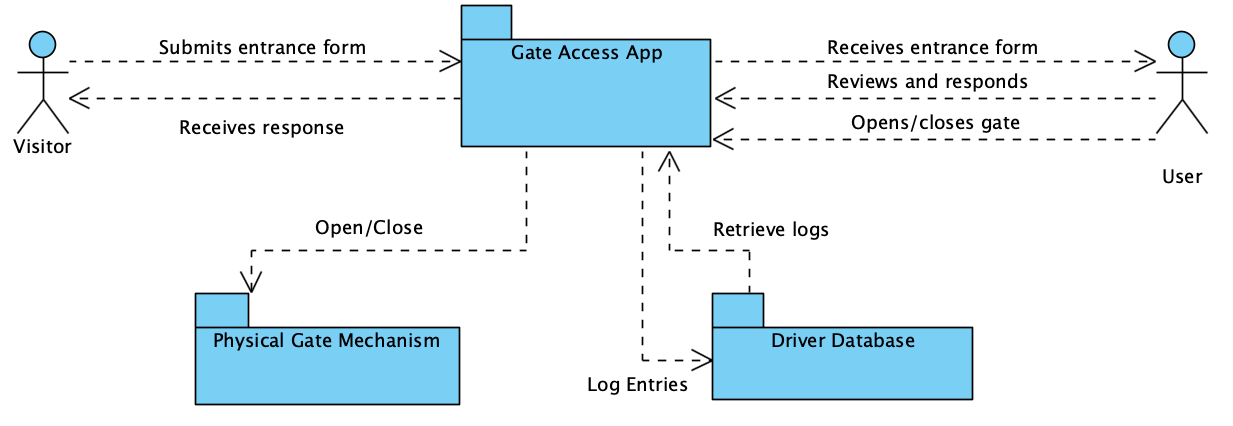 Submits entrance form
Gate Access App
Receives entrance form
Reviews and responds
Receives response
Opens/closes gate
Visitor
User
Open/Close
Retrieve logs
Physical Gate Mechanism
Driver Database
Log Entries